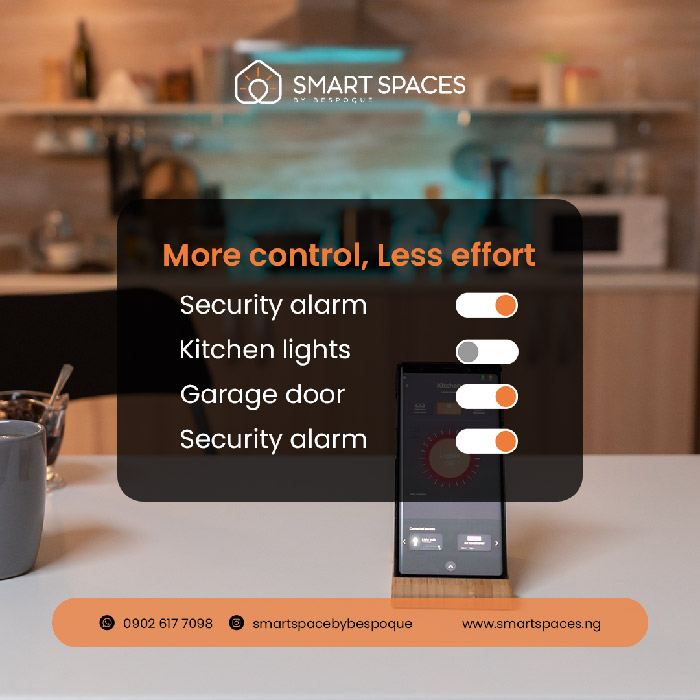 SMART SPACES
BY BESPOQUE
More control, Less effort
Security alarm
Kitchen lights
Garage door
Security alarm
0902 617 7098 smartspacebybespoque www.smartspaces.ng